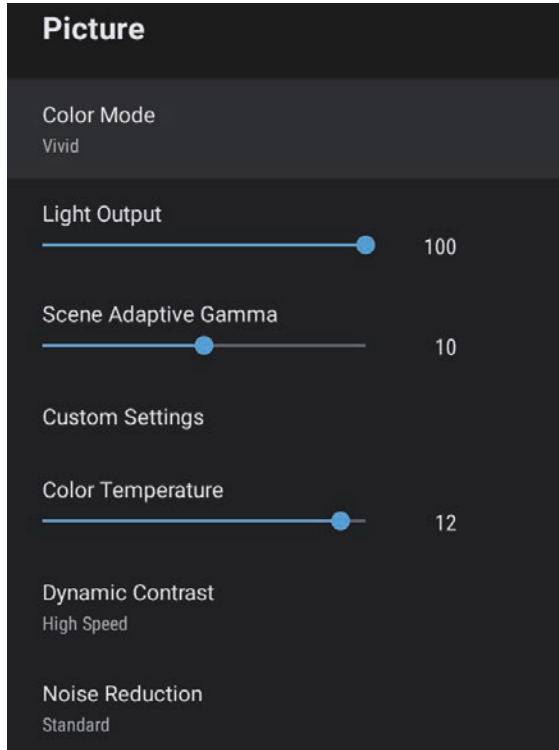 Picture
Color Mode
Vivid
Light Output
100
Scene Adaptive Gamma
10
Custom Settings
Color Temperature
12
Dynamic Contrast
High Speed
Noise Reduction
Standard